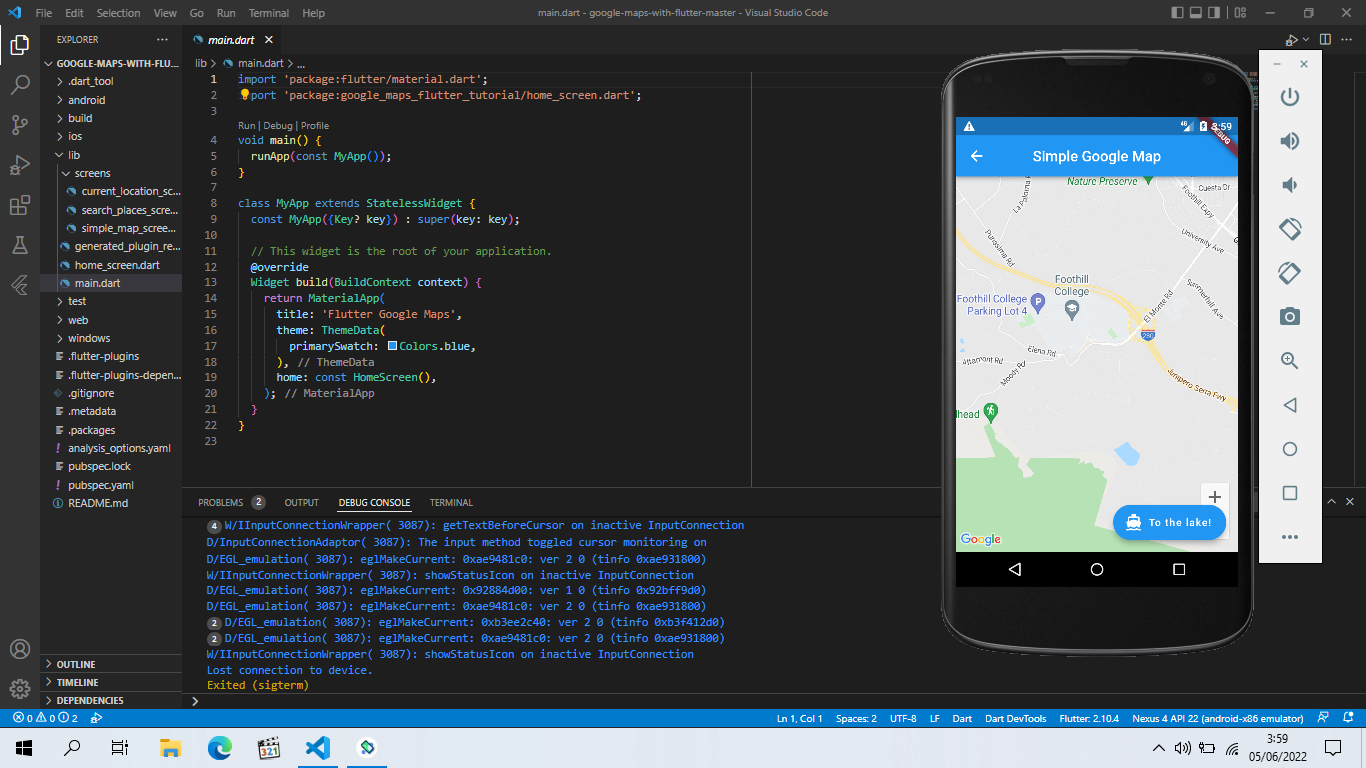 File Edit Selection View Go Run Terminal Help
main.dart - google-maps-with-flutter-master - Visual Studio Code
EXPLORER
GOOGLE-MAPS-WITH-FLU...
.dart_tool
android
build
ios
lib
screens
current_location_sc...
search_places_scre...
simple_map_scree...
generated_plugin_re...
home_screen.dart
main.dart
test
web
windows
.flutter-plugins
.flutter-plugins-depen...
.gitignore
.metadata
.packages
analysis_options.yaml
pubspec.lock
pubspec.yaml
README.md
OUTLINE
TIMELINE
DEPENDENCIES
main.dart
lib > main.dart > ...
1 import 'package:flutter/material.dart';
2 port 'package:google_maps_flutter_tutorial/home_screen.dart';
3
Run | Debug | Profile
4 void main() {
5 runApp(const MyApp());
6 }
7
8 class MyApp extends StatelessWidget {
9 const MyApp({Key? key}) : super(key: key);
10
11 // This widget is the root of your application.
12 @override
13 Widget build(BuildContext context) {
14 return MaterialApp(
15 title: 'Flutter Google Maps',
16 theme: ThemeData(
17 primarySwatch: Colors.blue,
18 ), // ThemeData
19 home: const HomeScreen(),
20 ); // MaterialApp
21 }
22 }
23
PROBLEMS 2 OUTPUT DEBUG CONSOLE TERMINAL
4 W/IInputConnectionWrapper( 3087): getTextBeforeCursor on inactive InputConnection
D/InputConnectionAdaptor( 3087): The input method toggled cursor monitoring on
D/EGL_emulation( 3087): eglMakeCurrent: 0xae9481c0: ver 2 0 (tinfo 0xae931800)
W/IInputConnectionWrapper( 3087): showStatusIcon on inactive InputConnection
D/EGL_emulation( 3087): eglMakeCurrent: 0x92884d00: ver 1 0 (tinfo 0x92bff9d0)
D/EGL_emulation( 3087): eglMakeCurrent: 0xae9481c0: ver 2 0 (tinfo 0xae931800)
2 D/EGL_emulation( 3087): eglMakeCurrent: 0xb3ee2c40: ver 2 0 (tinfo 0xb3f412d0)
2 D/EGL_emulation( 3087): eglMakeCurrent: 0xae9481c0: ver 2 0 (tinfo 0xae931800)
W/IInputConnectionWrapper( 3087): showStatusIcon on inactive InputConnection
Lost connection to device.
Exited (sigterm)
4G 3:59
DEBUG
Simple Google Map
Nature Preserve
Cuesta Dr
La Paloma R
Foothill Expy
University Ave
Purissima Rd
Foothill
College
Foothill College
Parking Lot 4
El Monte Rd
Summerhill Ave
280
Elena Rd
Altamont Rd
Moody Rd
Junipero Serra Fwy
lhead
+
To the lake!
Google
0 0 2
Ln 1, Col 1 Spaces: 2 UTF-8 LF Dart Dart DevTools Flutter: 2.10.4 Nexus 4 API 22 (android-x86 emulator)
321
3:59
05/06/2022